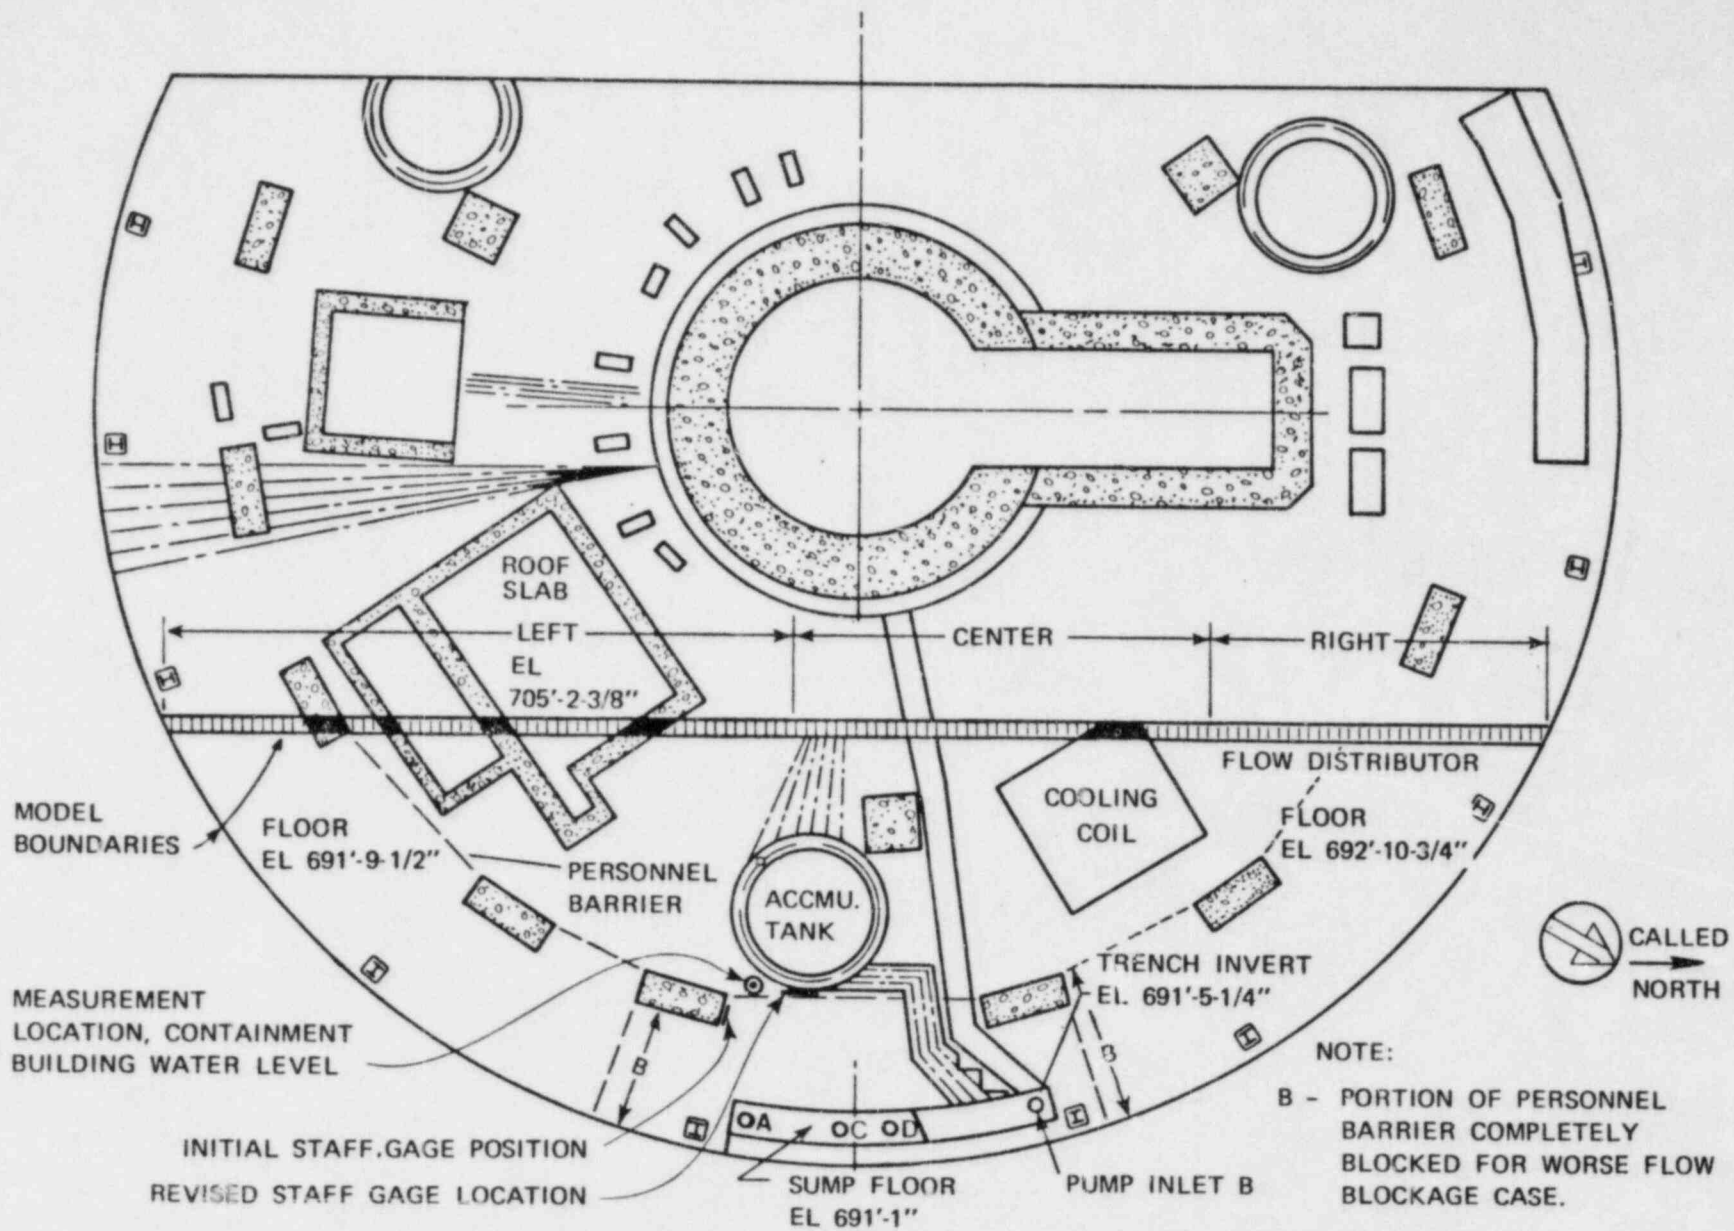 ROOF
SLAB
LEFT
EL
705'-2-3/8"
CENTER
RIGHT
MODEL
BOUNDARIES
FLOOR
EL 691'-9-1/2"
PERSONNEL
BARRIER
ACCMU.
TANK
COOLING
COIL
FLOW DISTRIBUTOR
FLOOR
EL 692'-10-3/4"
TRENCH INVERT
EL. 691'-5-1/4"
CALLED
NORTH
MEASUREMENT
LOCATION, CONTAINMENT
BUILDING WATER LEVEL
B
B
A
C
D
INITIAL STAFF.GAGE POSITION
REVISED STAFF GAGE LOCATION
SUMP FLOOR
EL 691'-1"
PUMP INLET B
NOTE:
B - PORTION OF PERSONNEL
BARRIER COMPLETELY
BLOCKED FOR WORSE FLOW
BLOCKAGE CASE.